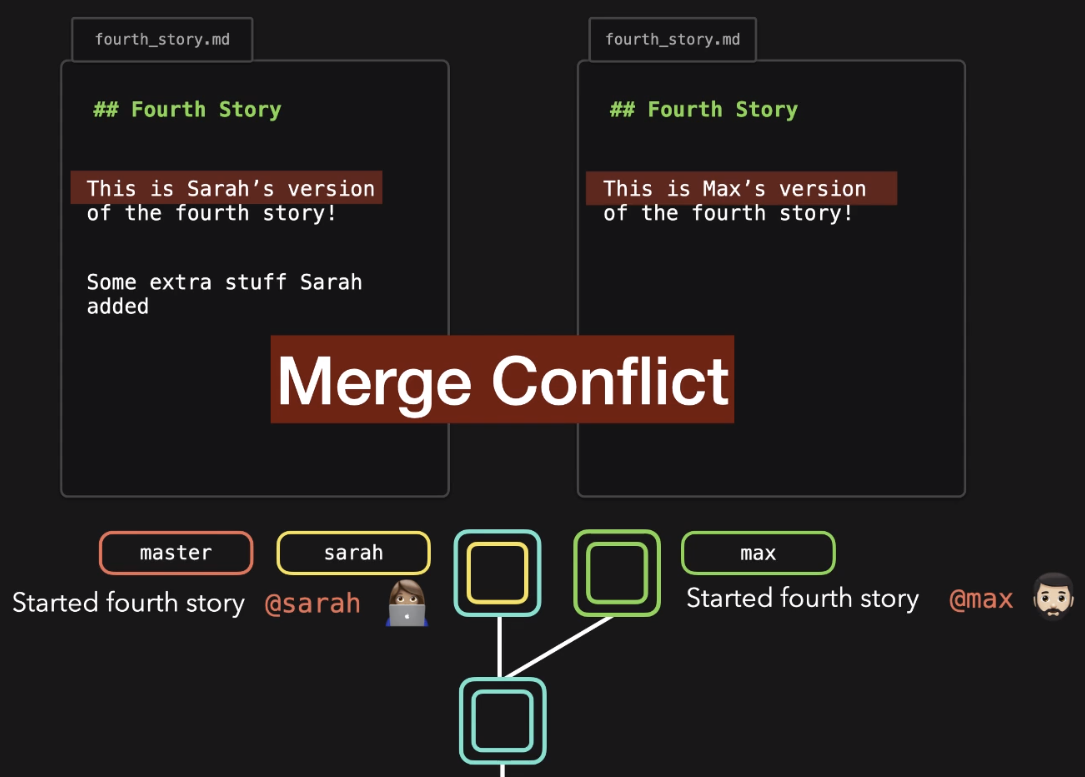 fourth_story.md
## Fourth Story
This is Sarah’s version
of the fourth story!
Some extra stuff Sarah
added
fourth_story.md
## Fourth Story
This is Max’s version
of the fourth story!
Merge Conflict
master
sarah
max
Started fourth story @sarah
Started fourth story @max